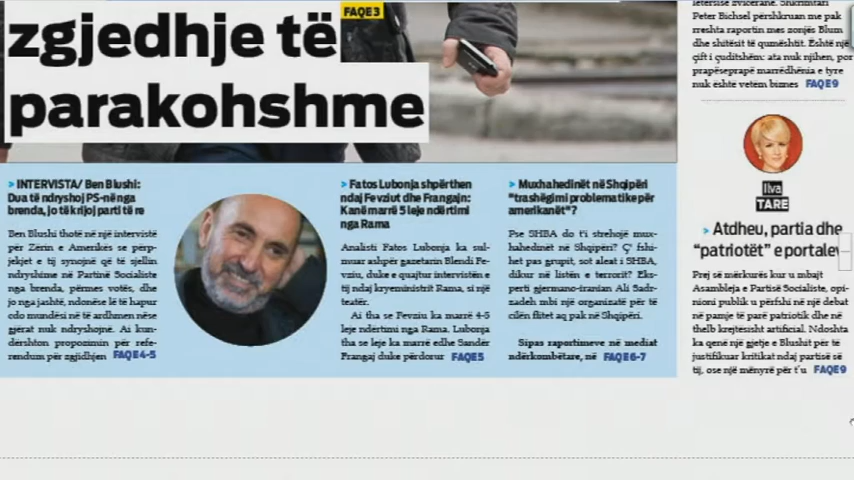 zgjedhje të
parakohshme
FAQE 3
> INTERVISTA/ Ben Blushi:
Dua të ndryshoj PS-në nga
brenda, jo të krijoj parti të re
Ben Blushi thotë në një intervistë
për Zërin e Amerikës se përp-
jekjet e tij synojnë që të sjellin
ndryshime në Partinë Socialiste
nga brenda, përmes votës, dhe
jo nga jashtë, ndonëse lë të hapur
cdo mundësi në të ardhmen nëse
gjërat nuk ndryshojnë. Ai kun-
dërshton propozimin për refe-
rendum për zgjidhjen FAQE 4-5
> Fatos Lubonja shpërthen
ndaj Fevziut dhe Frangajn:
Kanë marrë 5 leje ndërtimi
nga Rama
Analisti Fatos Lubonja ka sul-
muar ashpër gazetarin Blendi Fe-
vziu, duke e quajtur intervistën e
tij ndaj kryeministrit Rama, si një
teatër.
Ai tha se Fevziu ka marrë 4-5
leje ndërtimi nga Rama. Lubonja
tha se leje ka marrë edhe Sandër
Frangaj duke përdorur FAQE 5
> Muxhahedinët në Shqipëri
"trashëgimi problematike për
amerikanët"?
Pse SHBA do t'i strehojë mux-
hahedinët në Shqipëri? Ç' fshi-
het pas grupit, sot aleat i SHBA,
dikur në listën e terrorit? Eks-
perti gjermano-iranian Ali Sadr-
zadeh mbi një organizatë për të
cilën flitet aq pak në Shqipëri.
Sipas raportimeve në mediat
ndërkombëtare, në FAQE 6-7
letërsisë zvicerane. Shkrimtari
Peter Bichsel përshkruan me pak
rreshta raportin mes zonjës Blum
dhe shitësit të qumështit. Është një
çift i çuditshëm: ata nuk njihen, por
prapëseprapë marrëdhënia e tyre
nuk është vetëm biznes FAQE 9
Ilva
TARE
> Atdheu, partia dhe
"patriotët" e portalev
Prej së mërkurës kur u mbajt
Asambleja e Partisë Socialiste, opi-
nioni publik u përfshi në një debat
në pamje të parë patriotik dhe në
thelb krejtësisht artificial. Ndoshta
ka qenë një gjetje e Blushit për të
justifikuar kritikat ndaj partisë së
tij, ose një mënyrë për t'u FAQE 9